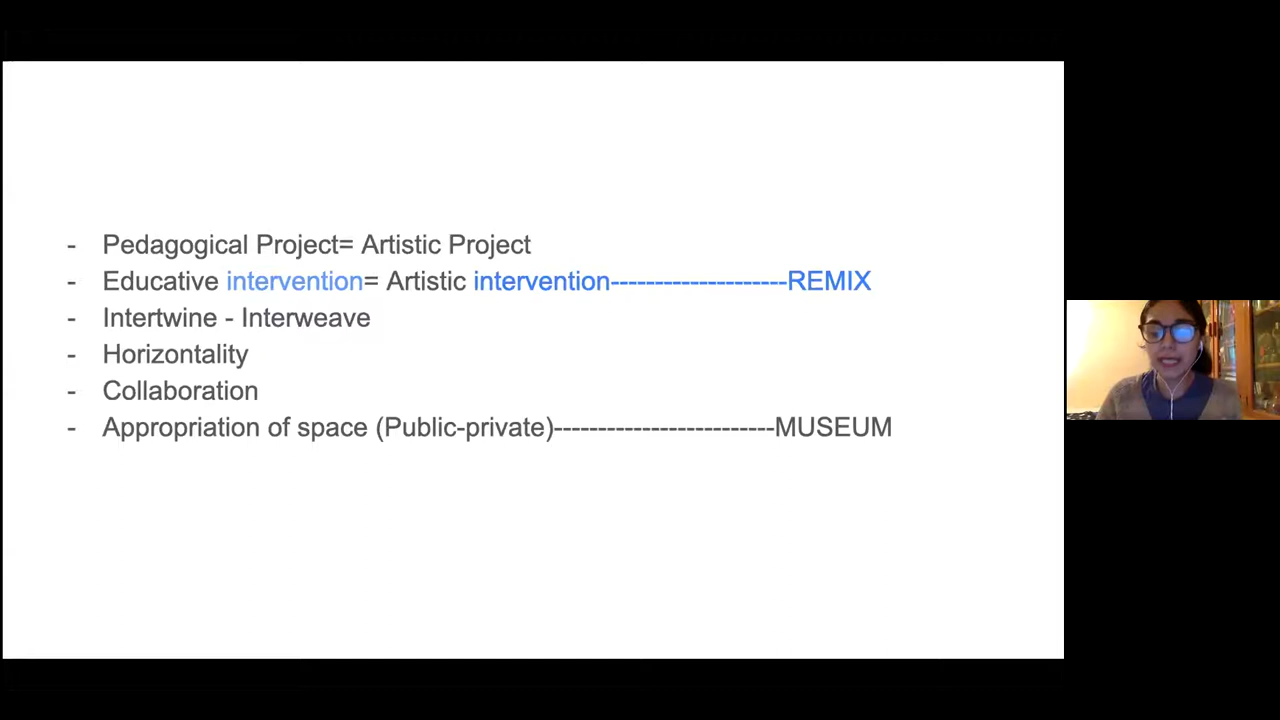 - Pedagogical Project= Artistic Project
- Educative intervention= Artistic intervention--------------------REMIX
- Intertwine - Interweave
- Horizontality
- Collaboration
- Appropriation of space (Public-private)-------------------------MUSEUM